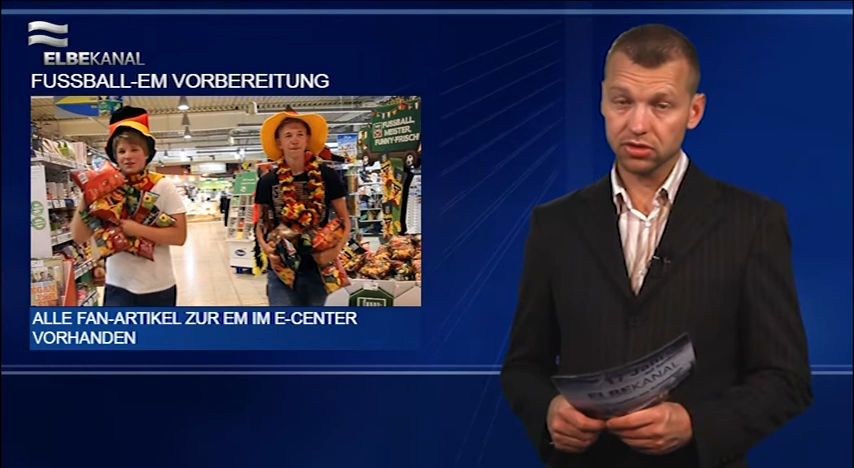 ELBEKANAL
FUSSBALL-EM VORBEREITUNG
FUSSBALL
MEISTER,
FUNNY-FRISCH!
ALLE FAN-ARTIKEL ZUR EM IM E-CENTER
VORHANDEN
ELBEKANAL